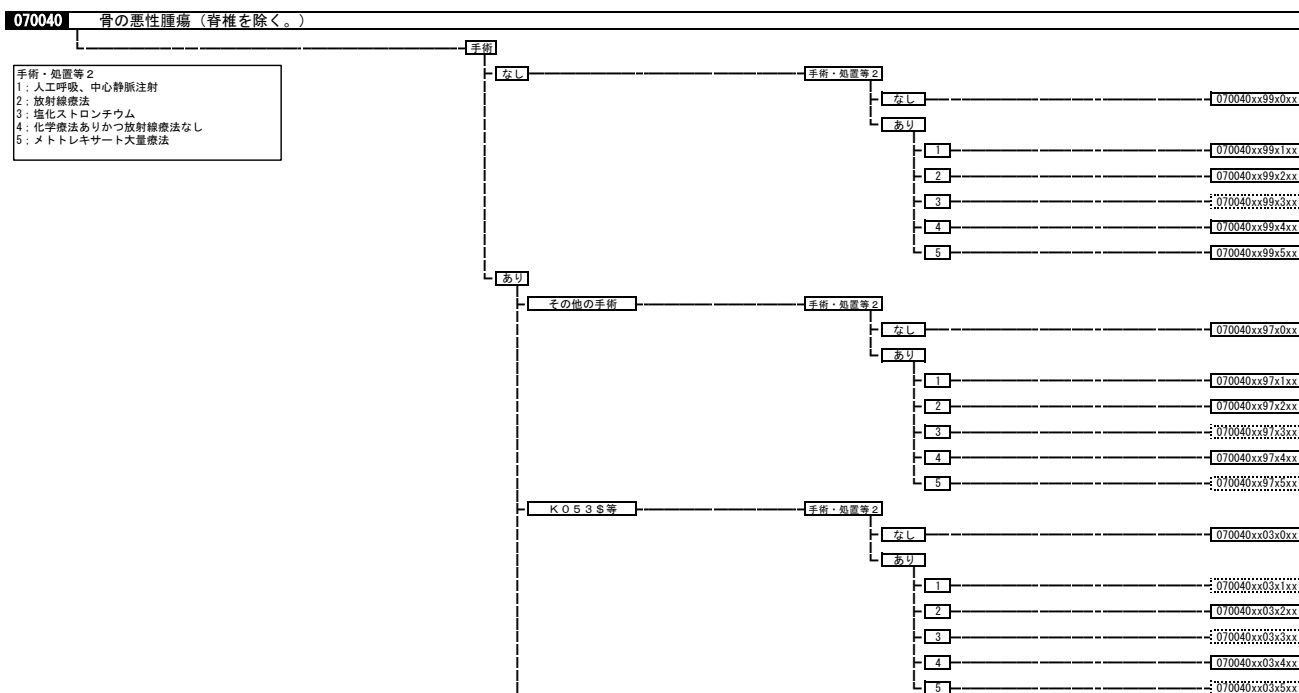 070040 骨の悪性腫瘍（脊椎を除く。）
手術
手術・処置等２
1；人工呼吸、中心静脈注射
2；放射線療法
3；塩化ストロンチウム
4；化学療法ありかつ放射線療法なし
5；メトトレキサート大量療法
なし 手術・処置等２
なし 070040xx99x0xx
あり
1 070040xx99x1xx
2 070040xx99x2xx
3 070040xx99x3xx
4 070040xx99x4xx
5 070040xx99x5xx
あり
その他の手術 手術・処置等２
なし 070040xx97x0xx
あり
1 070040xx97x1xx
2 070040xx97x2xx
3 070040xx97x3xx
4 070040xx97x4xx
5 070040xx97x5xx
Ｋ０５３＄等 手術・処置等２
なし 070040xx03x0xx
あり
1 070040xx03x1xx
2 070040xx03x2xx
3 070040xx03x3xx
4 070040xx03x4xx
5 070040xx03x5xx